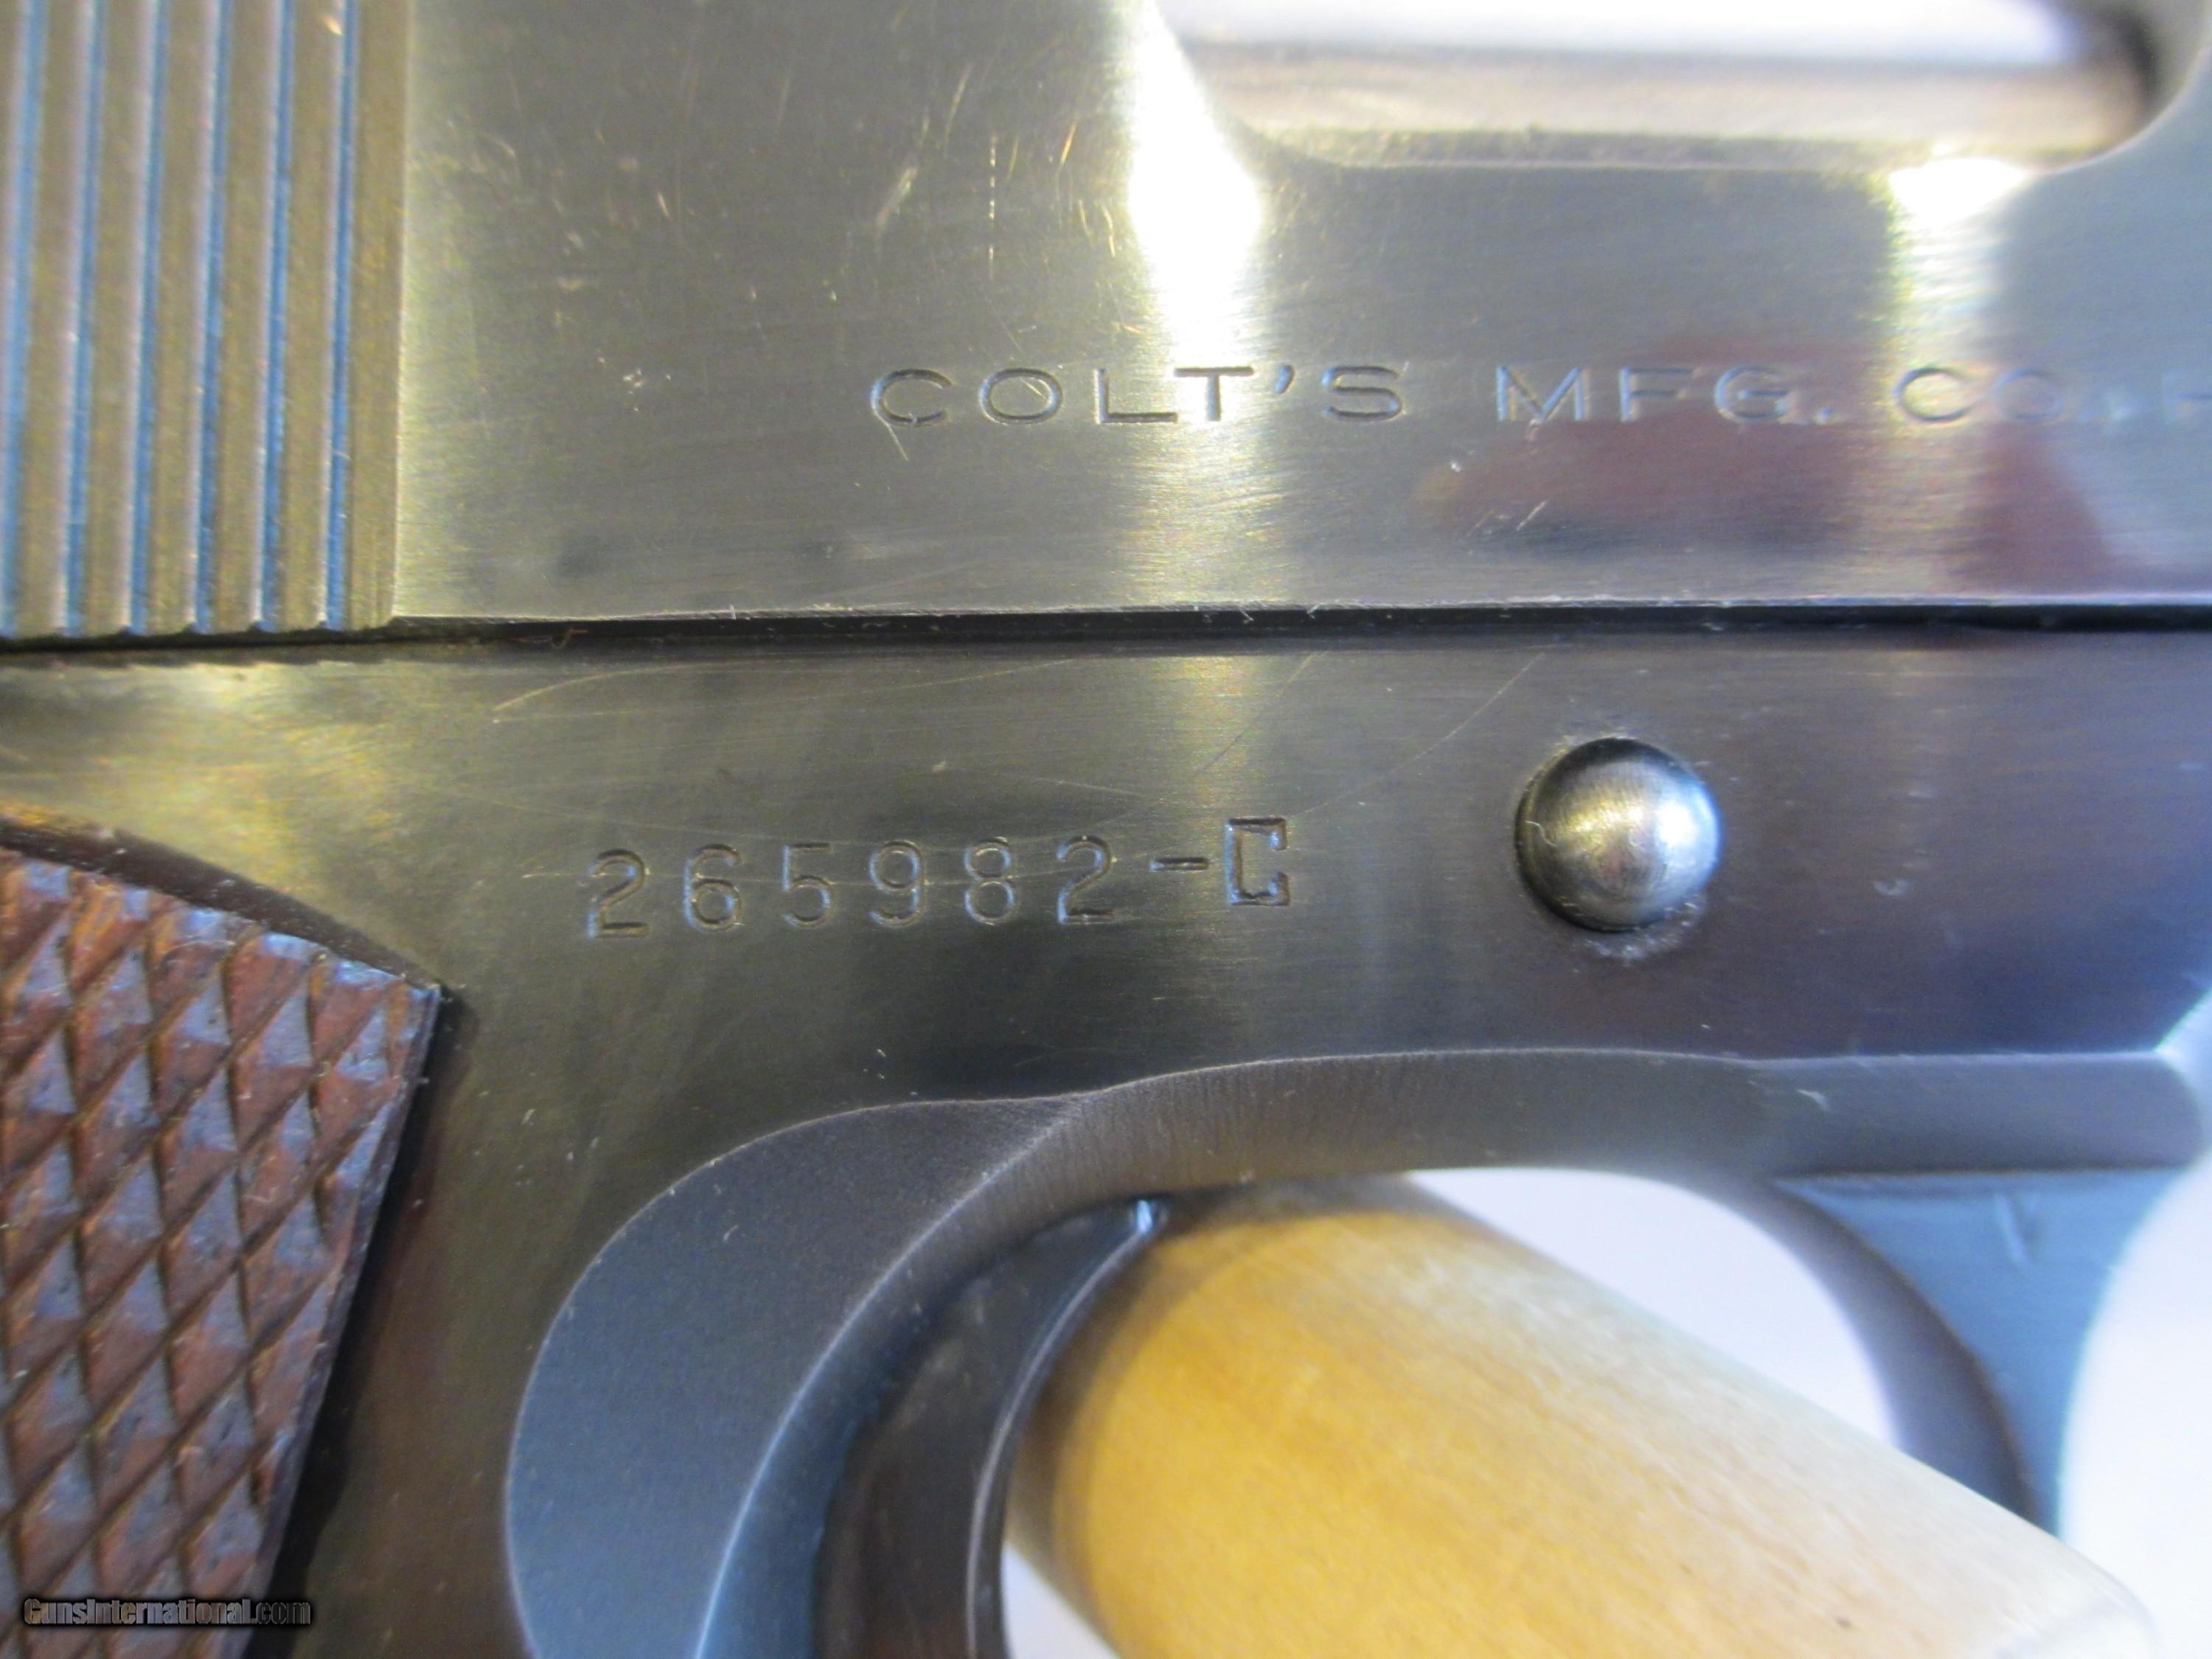 COLT'S MFG. CO.
265982-C
V
GunsInternational.com